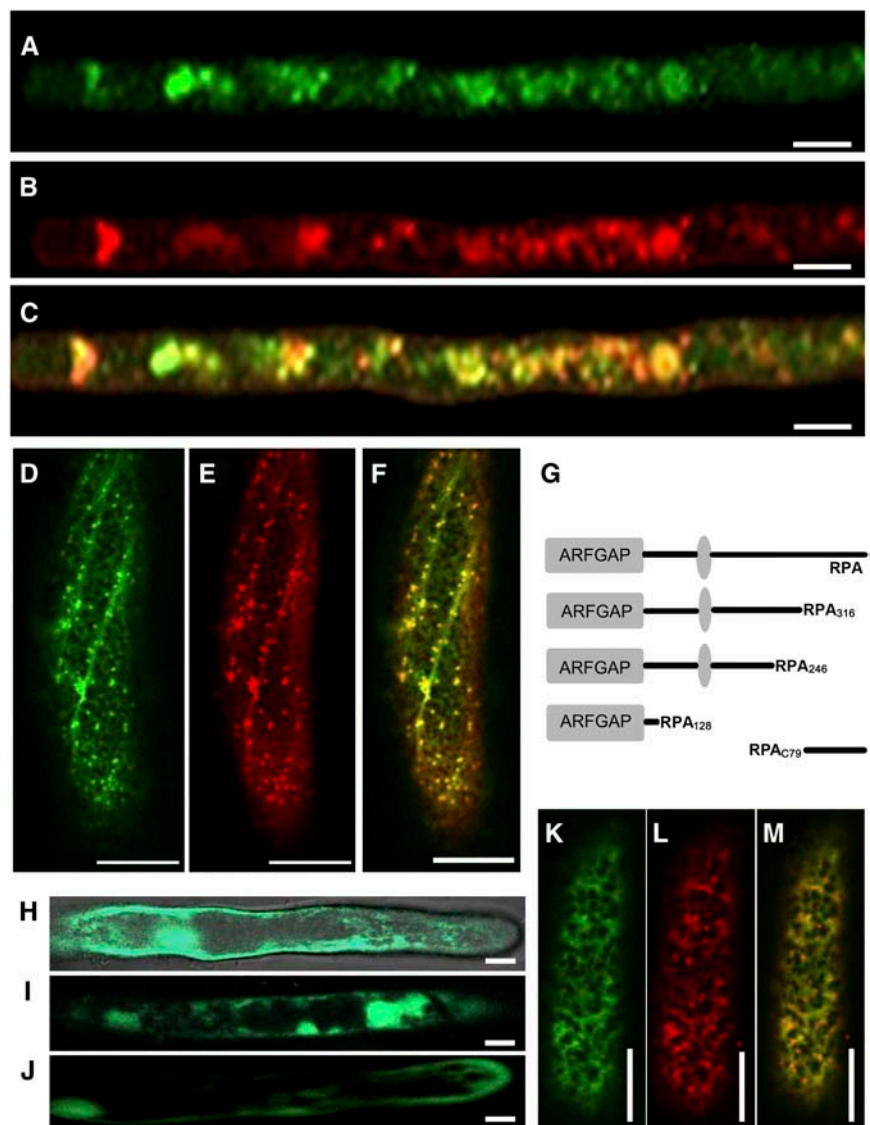 A
B
C
D E F G
ARFGAP
RPA
ARFGAP RPA316
ARFGAP RPA246
ARFGAP RPA128
RPAC79
K L M
H
I
J